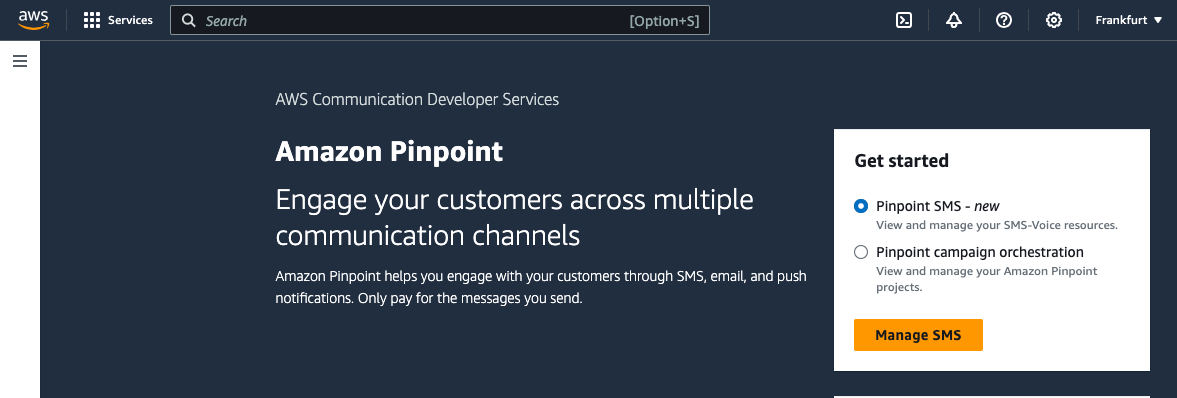 aws
Services
Search
[Option+S]
Frankfurt
AWS Communication Developer Services
Amazon Pinpoint
Engage your customers across multiple
communication channels
Amazon Pinpoint helps you engage with your customers through SMS, email, and push
notifications. Only pay for the messages you send.
Get started
Pinpoint SMS - new
View and manage your SMS-Voice resources.
Pinpoint campaign orchestration
View and manage your Amazon Pinpoint
projects.
Manage SMS